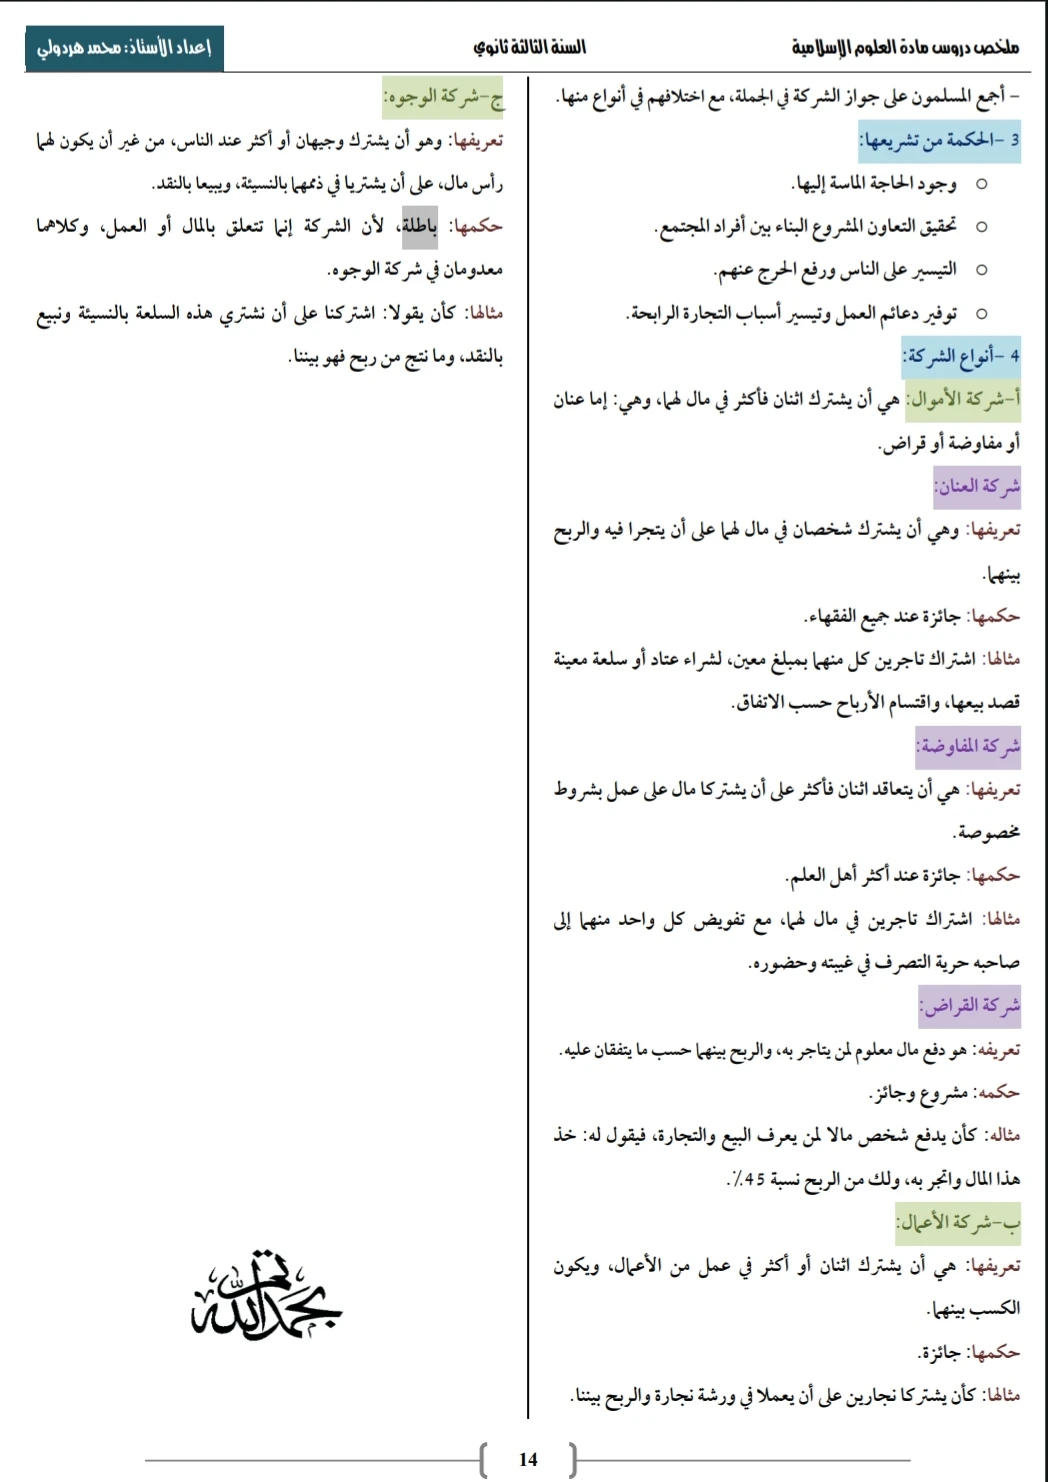 ملخص دروس مادة العلوم الإسلامية
السنة الثالثة ثانوي
إعداد الأستاذ: محمد هردولي
- أجمع المسلمون على جواز الشركة في الجملة، مع اختلافهم في أنواع منها.
3 -الحكمة من تشريعها:
○ وجود الحاجة الماسة إليها.
○ تحقيق التعاون المشروع البناء بين أفراد المجتمع.
○ التيسير على الناس ورفع الحرج عنهم.
○ توفير دعائم العمل وتيسير أسباب التجارة الرابحة.
4 -أنواع الشركة:
أ-شركة الأموال: هي أن يشترك اثنان فأكثر في مال لهما، وهي: إما عنان
أو مفاوضة أو قراض.
شركة العنان:
تعريفها: وهي أن يشترك شخصان في مال لهما على أن يتجرا فيه والربح
بينهما.
حكمها: جائزة عند جميع الفقهاء.
مثالها: اشتراك تاجرين كل منهما بمبلغ معين، لشراء عتاد أو سلعة معينة
قصد بيعها، واقتسام الأرباح حسب الاتفاق.
شركة المفاوضة:
تعريفها: هي أن يتعاقد اثنان فأكثر على أن يشتركا مال على عمل بشروط
مخصوصة.
حكمها: جائزة عند أكثر أهل العلم.
مثالها: اشتراك تاجرين في مال لهما، مع تفويض كل واحد منهما إلى
صاحبه حرية التصرف في غيبته وحضوره.
شركة القراض:
تعريفه: هو دفع مال معلوم لمن يتاجر به، والربح بينهما حسب ما يتفقان عليه.
حكمه: مشروع وجائز.
مثاله: كأن يدفع شخص مالا لمن يعرف البيع والتجارة، فيقول له: خذ
هذا المال واتجر به، ولك من الربح نسبة 45٪.
ب-شركة الأعمال:
تعريفها: هي أن يشترك اثنان أو أكثر في عمل من الأعمال، ويكون
الكسب بينهما.
حكمها: جائزة.
مثالها: كأن يشتركا نجارين على أن يعملا في ورشة نجارة والربح بيننا.
ج-شركة الوجوه:
تعريفها: وهو أن يشترك وجيهان أو أكثر عند الناس، من غير أن يكون لهما
رأس مال، على أن يشتريا في ذممهما بالنسيئة، ويبيعا بالنقد.
حكمها: باطلة، لأن الشركة إنما تتعلق بالمال أو العمل، وكلاهما
معدومان في شركة الوجوه.
مثالها: كأن يقولا: اشتركنا على أن نشتري هذه السلعة بالنسيئة ونبيع
بالنقد، وما نتج من ربح فهو بيننا.
تم بحمد الله
14